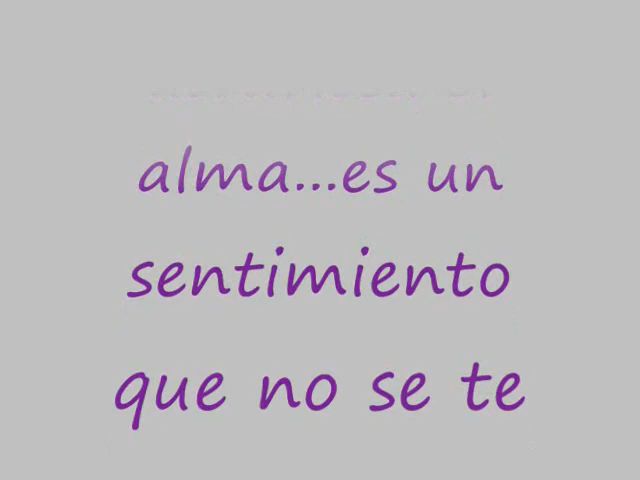 alma...es un
sentimiento
que no se te